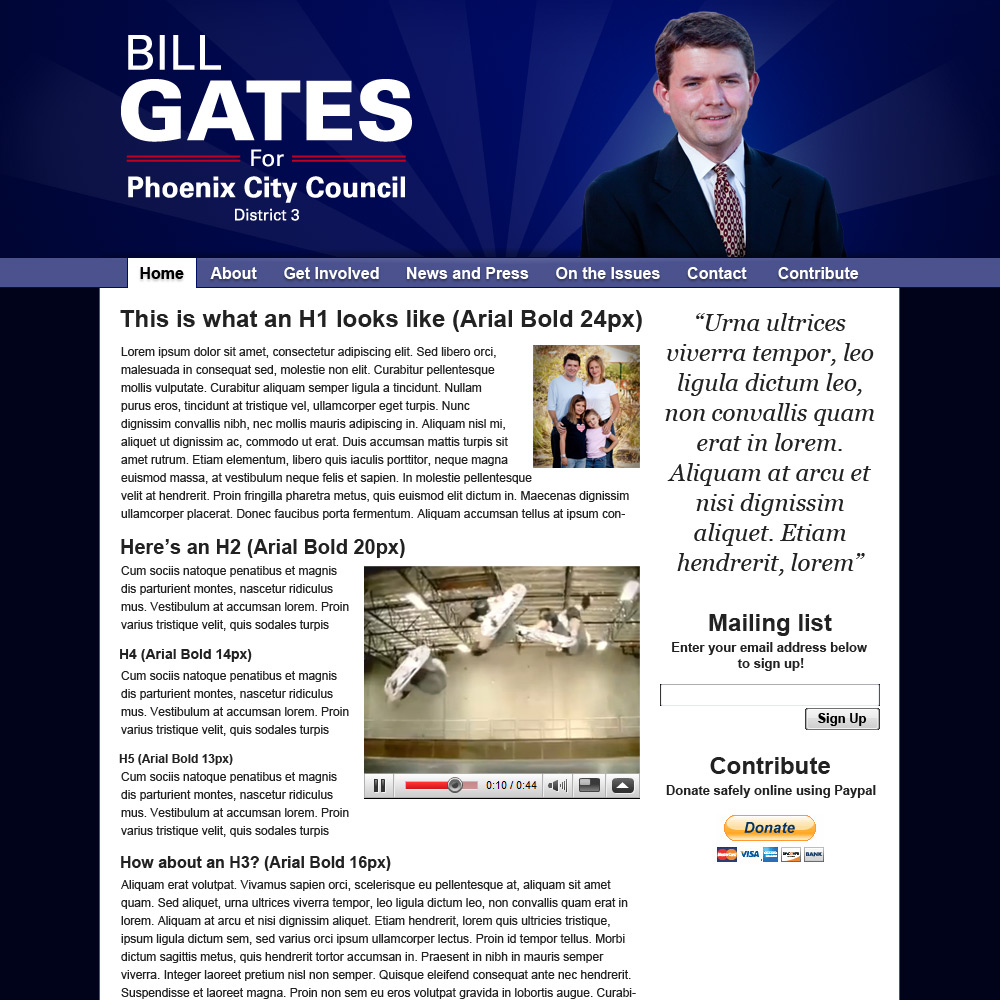 BILL
GATES
For
Phoenix City Council
District 3
Home About Get Involved News and Press On the Issues Contact Contribute
This is what an H1 looks like (Arial Bold 24px)
Lorem ipsum dolor sit amet, consectetur adipiscing elit. Sed libero orci,
malesuada in consequat sed, molestie non elit. Curabitur pellentesque
mollis vulputate. Curabitur aliquam semper ligula a tincidunt. Nullam
purus eros, tincidunt at tristique vel, ullamcorper eget turpis. Nunc
dignissim convallis nibh, nec mollis mauris adipiscing in. Aliquam nisl mi,
aliquet ut dignissim ac, commodo ut erat. Duis accumsan mattis turpis sit
amet rutrum. Etiam elementum, libero quis iaculis porttitor, neque magna
euismod massa, at vestibulum neque felis et sapien. In molestie pellentesque
velit at hendrerit. Proin fringilla pharetra metus, quis euismod elit dictum in. Maecenas dignissim
ullamcorper placerat. Donec faucibus porta fermentum. Aliquam accumsan tellus at ipsum con-
Here’s an H2 (Arial Bold 20px)
Cum sociis natoque penatibus et magnis
dis parturient montes, nascetur ridiculus
mus. Vestibulum at accumsan lorem. Proin
varius tristique velit, quis sodales turpis
H4 (Arial Bold 14px)
Cum sociis natoque penatibus et magnis
dis parturient montes, nascetur ridiculus
mus. Vestibulum at accumsan lorem. Proin
varius tristique velit, quis sodales turpis
H5 (Arial Bold 13px)
Cum sociis natoque penatibus et magnis
dis parturient montes, nascetur ridiculus
mus. Vestibulum at accumsan lorem. Proin
varius tristique velit, quis sodales turpis
0:10 / 0:44
How about an H3? (Arial Bold 16px)
Aliquam erat volutpat. Vivamus sapien orci, scelerisque eu pellentesque at, aliquam sit amet
quam. Sed aliquet, urna ultrices viverra tempor, leo ligula dictum leo, non convallis quam erat in
lorem. Aliquam at arcu et nisi dignissim aliquet. Etiam hendrerit, lorem quis ultricies tristique,
ipsum ligula dictum sem, sed varius orci ipsum ullamcorper lectus. Proin id tempor tellus. Morbi
dictum sagittis metus, quis hendrerit tortor accumsan in. Praesent in nibh in mauris semper
viverra. Integer laoreet pretium nisl non semper. Quisque eleifend consequat ante nec hendrerit.
Suspendisse et laoreet magna. Proin non sem eu eros volutpat gravida in lobortis augue. Curabi-
“Urna ultrices
viverra tempor, leo
ligula dictum leo,
non convallis quam
erat in lorem.
Aliquam at arcu et
nisi dignissim
aliquet. Etiam
hendrerit, lorem”
Mailing list
Enter your email address below
to sign up!
Sign Up
Contribute
Donate safely online using Paypal
Donate
VISA BANK